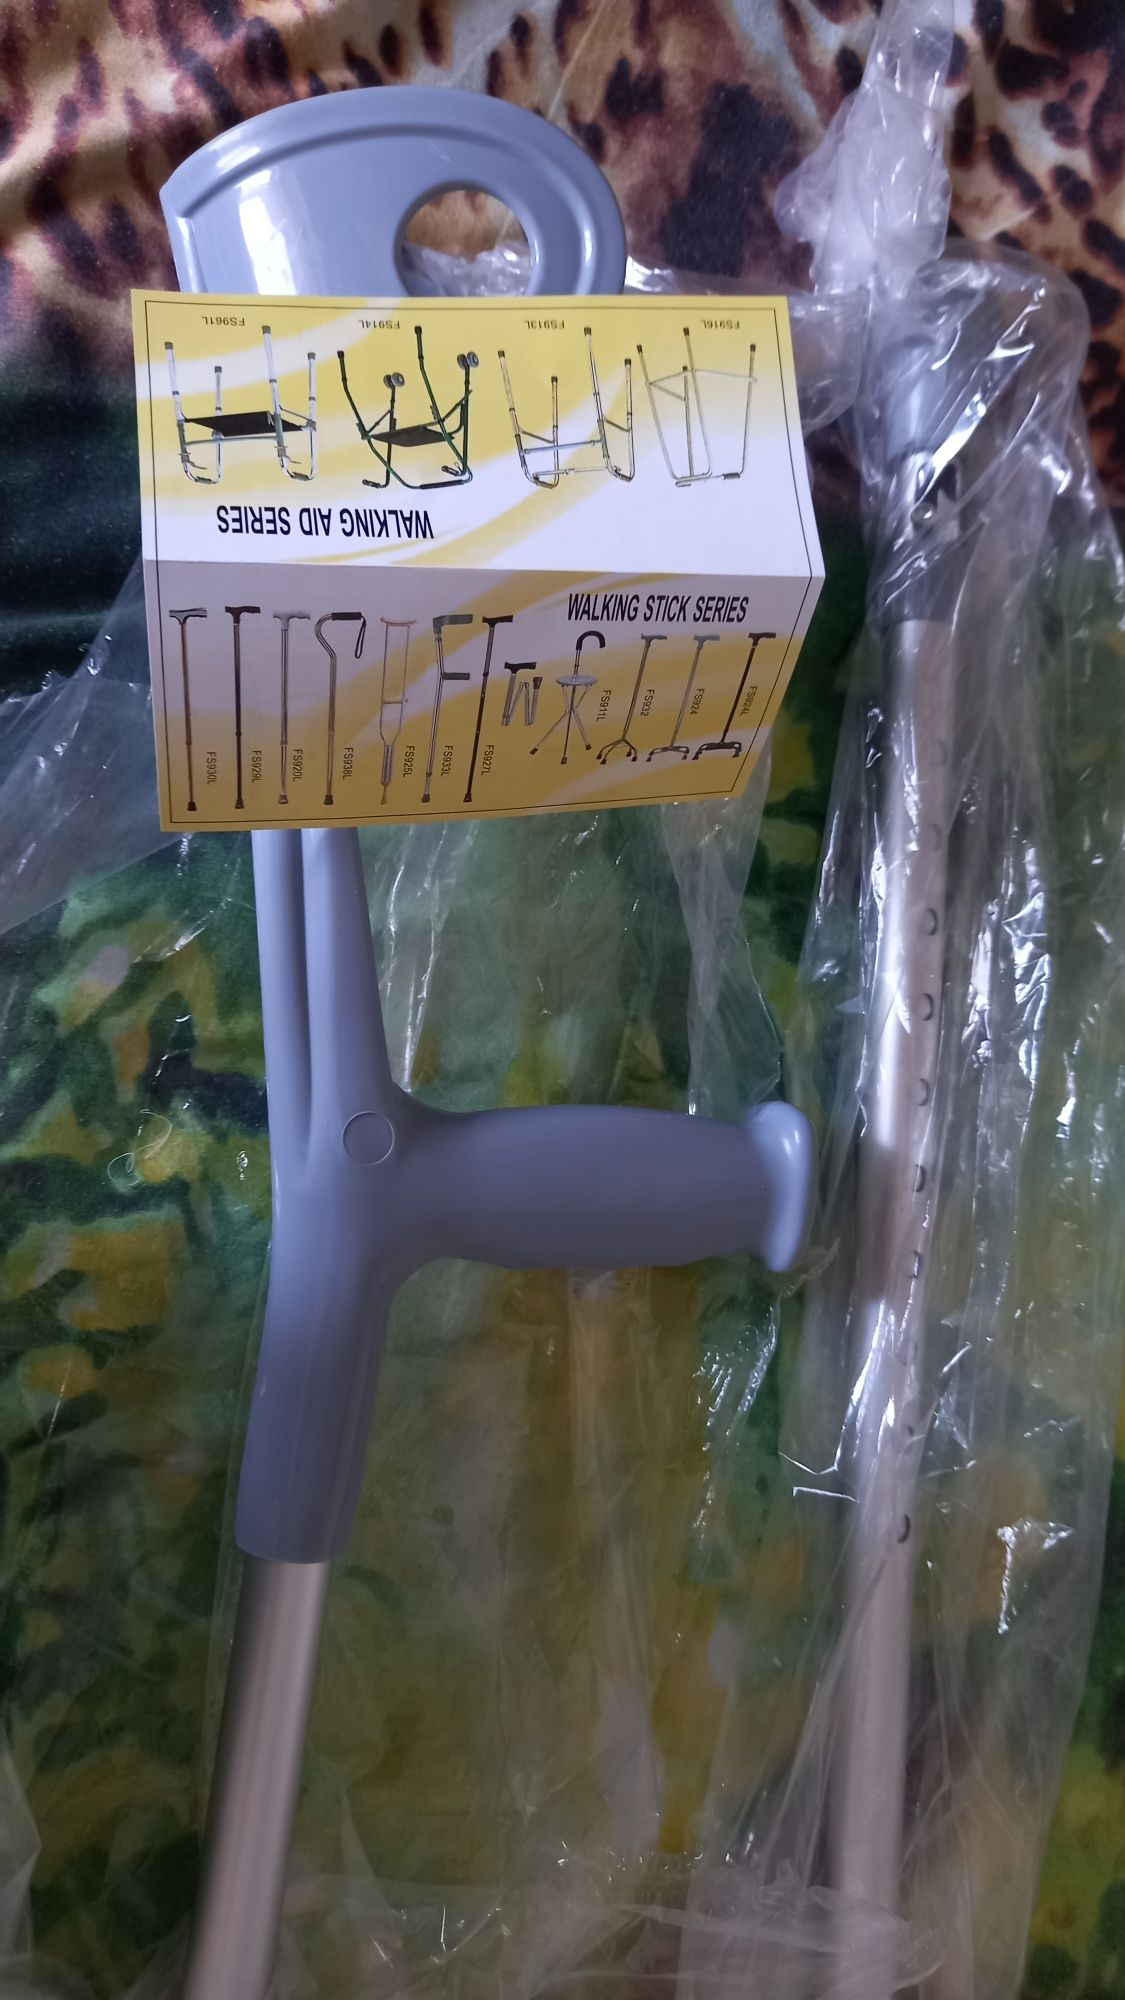 FS961L
FS914L
FS913L
FS916L
WALKING AID SERIES
WALKING STICK SERIES
FS930L
FS929L
FS920L
FS938L
FS925L
FS933L
FS927L
FS911L
FS932
FS924
FS924L